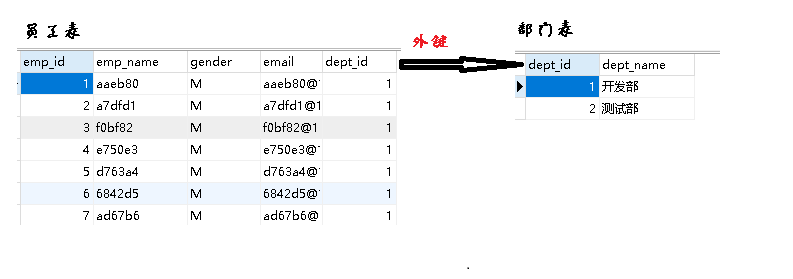 员工表
部门表
外键
emp_id emp_name gender email dept_id
1 aaeb80 M aaeb80@1 1
2 a7dfd1 M a7dfd1@1 1
3 f0bf82 M f0bf82@1 1
4 e750e3 M e750e3@ 1
5 d763a4 M d763a4@ 1
6 6842d5 M 6842d5@ 1
7 ad67b6 M ad67b6@ 1
dept_id dept_name
1 开发部
2 测试部